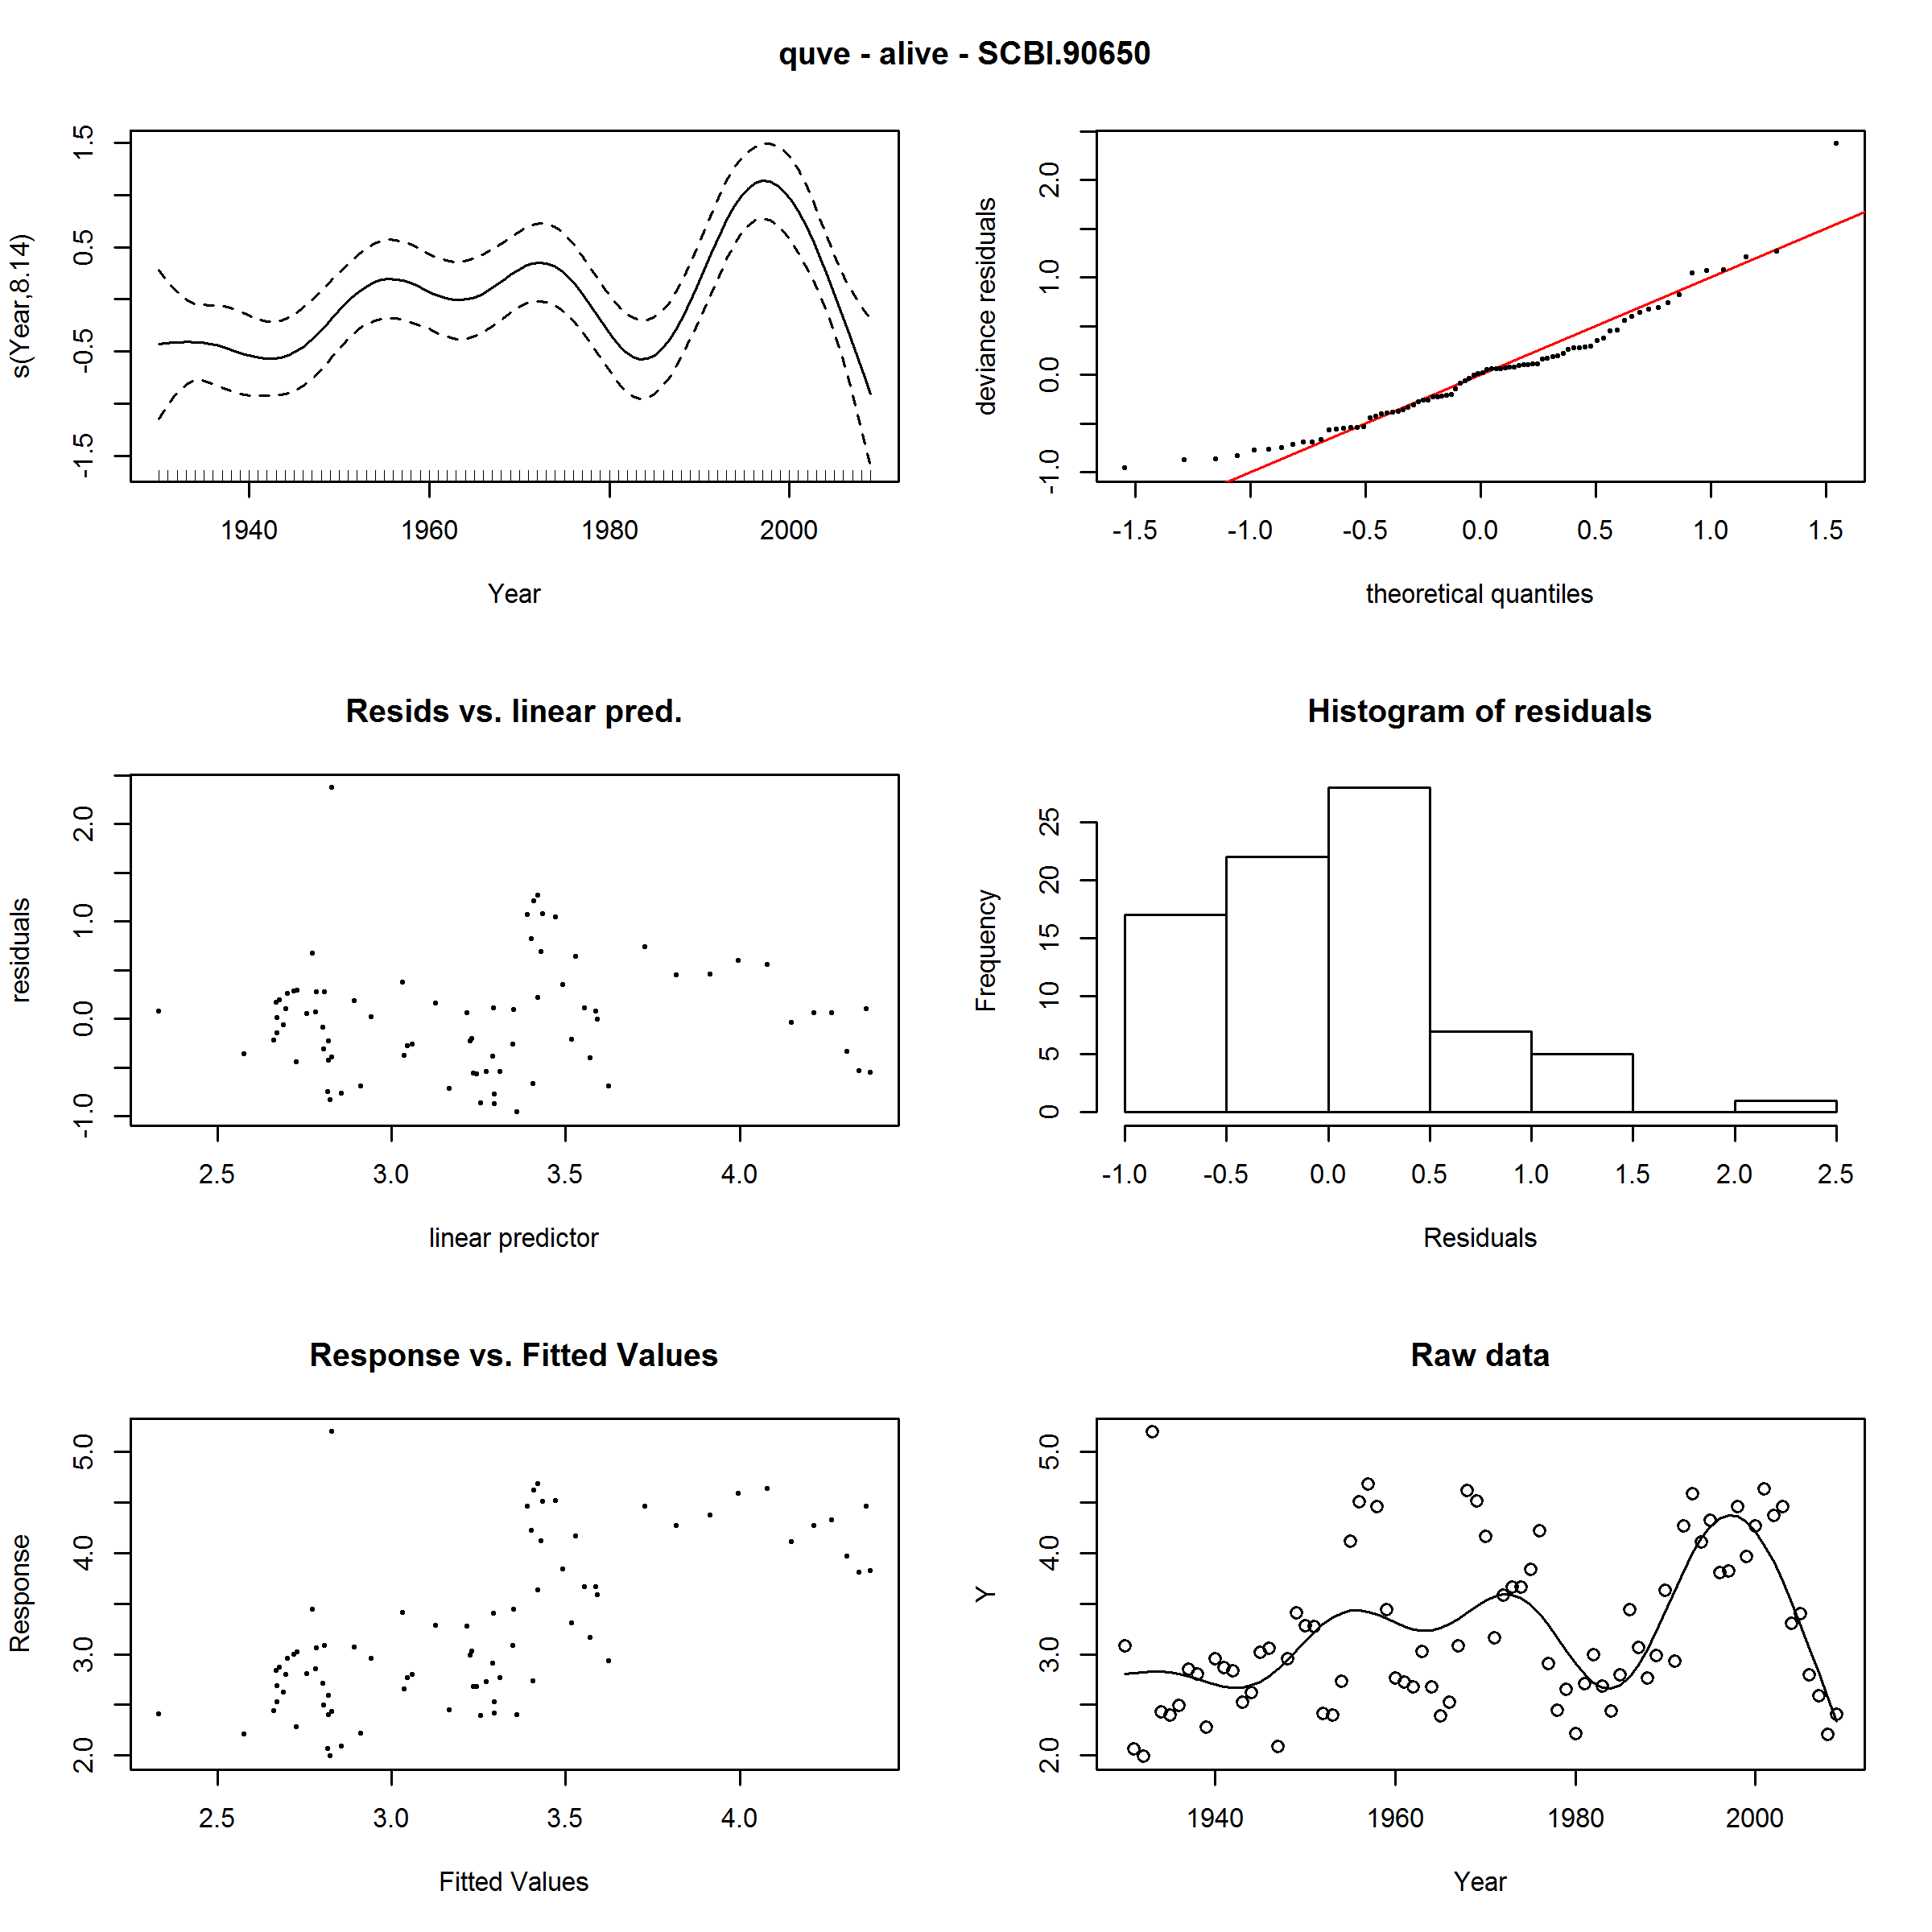 quve - alive - SCBI.90650
s(Year,8.14)
-1.5 -0.5 0.5 1.5
1940 1960 1980 2000
Year
deviance residuals
-1.0 0.0 1.0 2.0
-1.5 -1.0 -0.5 0.0 0.5 1.0 1.5
theoretical quantiles
Resids vs. linear pred.
residuals
-1.0 0.0 1.0 2.0
2.5 3.0 3.5 4.0
linear predictor
Histogram of residuals
Frequency
0 5 10 15 20 25
-1.0 -0.5 0.0 0.5 1.0 1.5 2.0 2.5
Residuals
Response vs. Fitted Values
Response
2.0 3.0 4.0 5.0
2.5 3.0 3.5 4.0
Fitted Values
Raw data
Y
2.0 3.0 4.0 5.0
1940 1960 1980 2000
Year